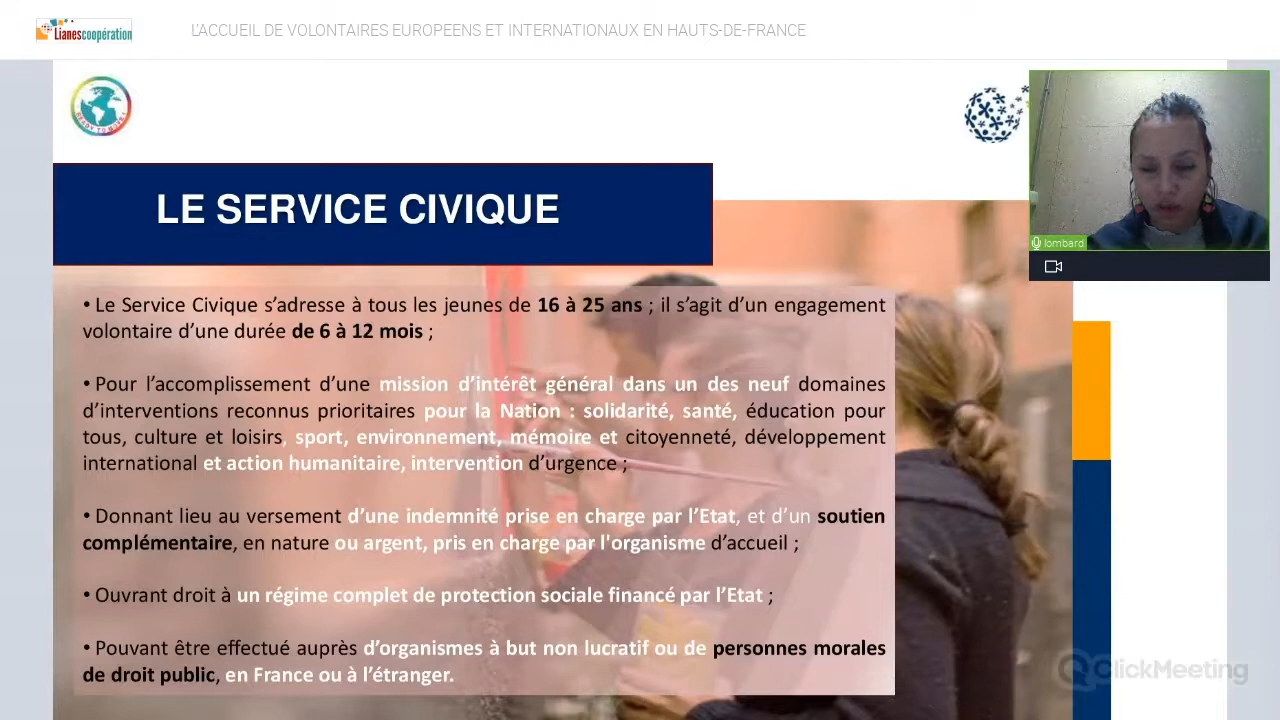 Lianescoopération
L'ACCUEIL DE VOLONTAIRES EUROPEENS ET INTERNATIONAUX EN HAUTS-DE-FRANCE
LE SERVICE CIVIQUE
lombard
• Le Service Civique s’adresse à tous les jeunes de 16 à 25 ans ; il s’agit d’un engagement
volontaire d’une durée de 6 à 12 mois ;
• Pour l’accomplissement d’une mission d’intérêt général dans un des neuf domaines
d’interventions reconnus prioritaires pour la Nation : solidarité, santé, éducation pour
tous, culture et loisirs, sport, environnement, mémoire et citoyenneté, développement
international et action humanitaire, intervention d’urgence ;
• Donnant lieu au versement d’une indemnité prise en charge par l’Etat, et d’un soutien
complémentaire, en nature ou argent, pris en charge par l'organisme d’accueil ;
• Ouvrant droit à un régime complet de protection sociale financé par l’Etat ;
• Pouvant être effectué auprès d’organismes à but non lucratif ou de personnes morales
de droit public, en France ou à l’étranger.
ClickMeeting